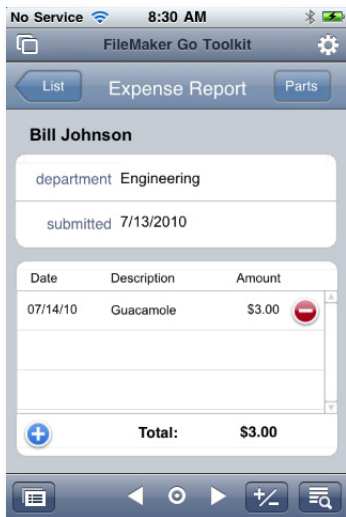 No Service 8:30 AM
FileMaker Go Toolkit
List Expense Report Parts
Bill Johnson
department Engineering
submitted 7/13/2010
Date Description Amount
07/14/10 Guacamole $3.00
Total: $3.00